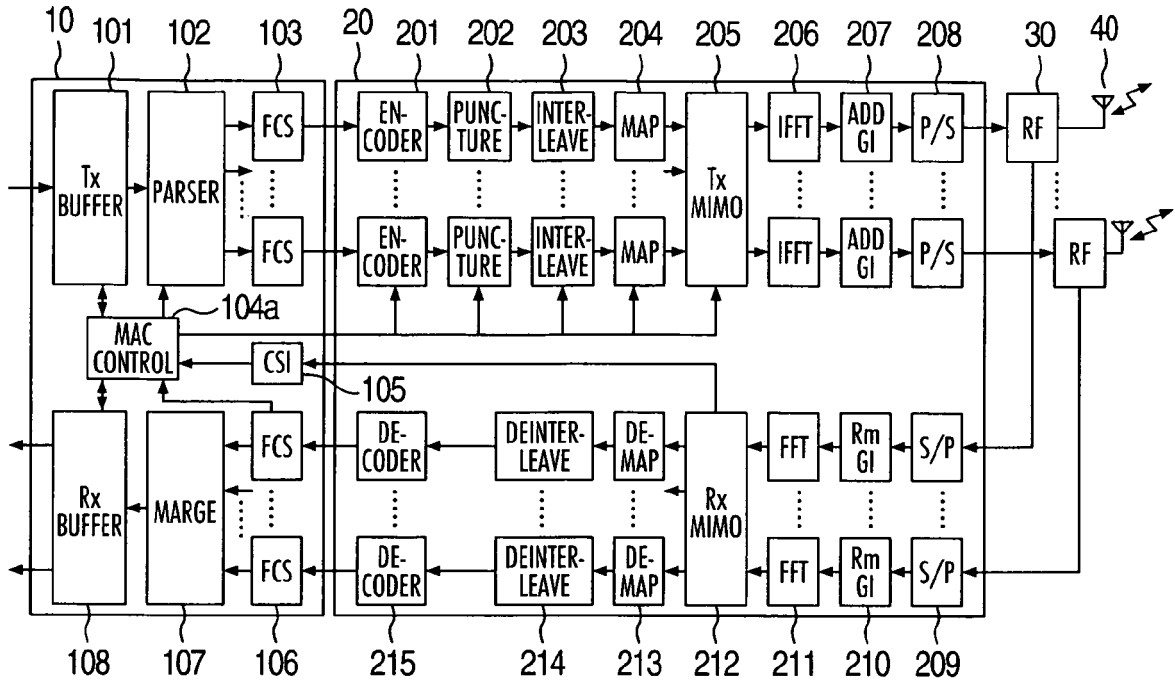 10 101 102 103 20 201 202 203 204 205 206 207 208 30 40
FCS
EN-
CODER
PUNC-
TURE
INTER-
LEAVE
MAP
IFFT
ADD
GI
P/S
RF
Tx
BUFFER
PARSER
Tx
MIMO
FCS
EN-
CODER
PUNC-
TURE
INTER-
LEAVE
MAP
IFFT
ADD
GI
P/S
RF
104a
MAC
CONTROL
CSI
105
FCS
DE-
CODER
DEINTER-
LEAVE
DE-
MAP
FFT
Rm
GI
S/P
Rx
BUFFER
MARGE
Rx
MIMO
FCS
DE-
CODER
DEINTER-
LEAVE
DE-
MAP
FFT
Rm
GI
S/P
108 107 106 215 214 213 212 211 210 209